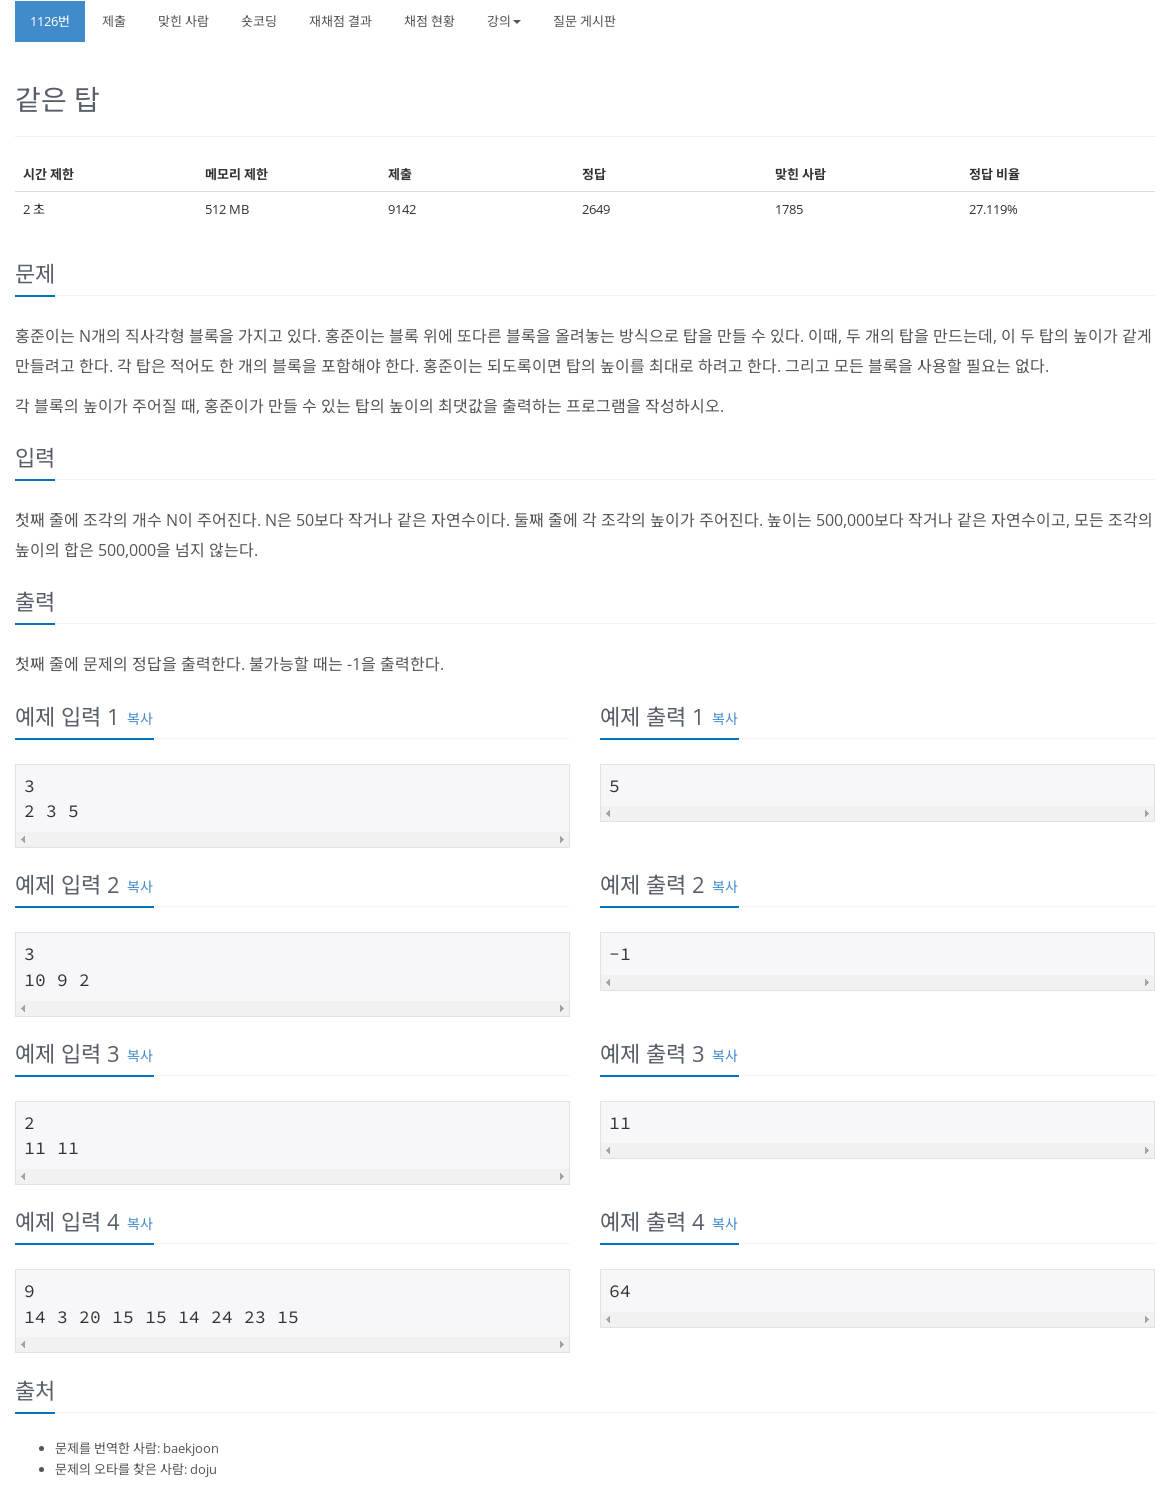 1126번 제출 맞힌 사람 숏코딩 재채점 결과 채점 현황 강의 질문 게시판
같은 탑
시간 제한 메모리 제한 제출 정답 맞힌 사람 정답 비율
2 초 512 MB 9142 2649 1785 27.119%
문제
홍준이는 N개의 직사각형 블록을 가지고 있다. 홍준이는 블록 위에 또다른 블록을 올려놓는 방식으로 탑을 만들 수 있다. 이때, 두 개의 탑을 만드는데, 이 두 탑의 높이가 같게
만들려고 한다. 각 탑은 적어도 한 개의 블록을 포함해야 한다. 홍준이는 되도록이면 탑의 높이를 최대로 하려고 한다. 그리고 모든 블록을 사용할 필요는 없다.
각 블록의 높이가 주어질 때, 홍준이가 만들 수 있는 탑의 높이의 최댓값을 출력하는 프로그램을 작성하시오.
입력
첫째 줄에 조각의 개수 N이 주어진다. N은 50보다 작거나 같은 자연수이다. 둘째 줄에 각 조각의 높이가 주어진다. 높이는 500,000보다 작거나 같은 자연수이고, 모든 조각의
높이의 합은 500,000을 넘지 않는다.
출력
첫째 줄에 문제의 정답을 출력한다. 불가능할 때는 -1을 출력한다.
예제 입력 1 복사
3
2 3 5
예제 출력 1 복사
5
예제 입력 2 복사
3
10 9 2
예제 출력 2 복사
-1
예제 입력 3 복사
2
11 11
예제 출력 3 복사
11
예제 입력 4 복사
9
14 3 20 15 15 14 24 23 15
예제 출력 4 복사
64
출처
문제를 번역한 사람: baekjoon
문제의 오타를 찾은 사람: doju